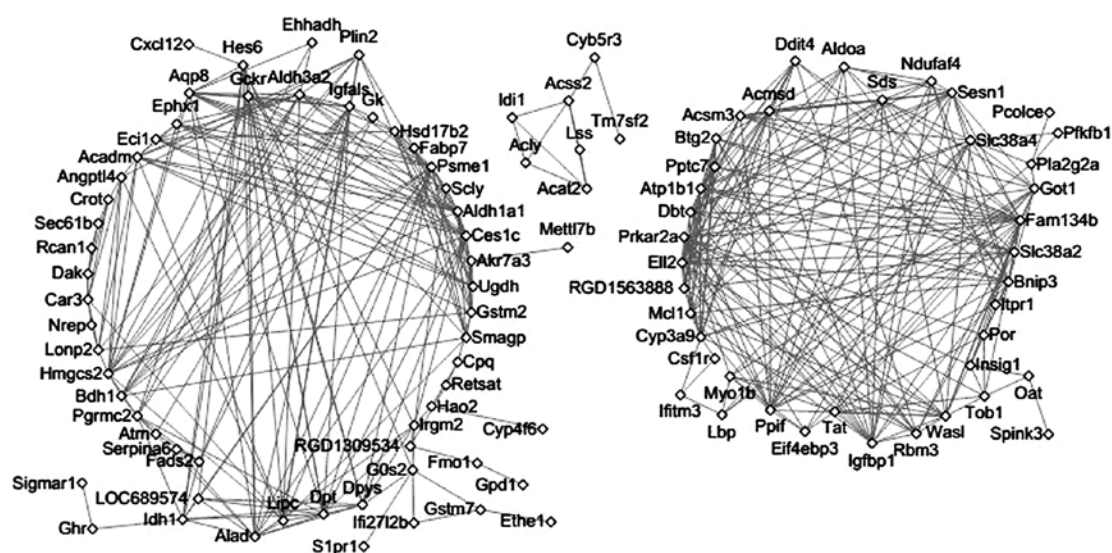 Ehhadh
Cxcl12
Hes6
Plin2
Aqp8
Gckr
Aldh3a2
Igfals
Ephx1
Gk
Eci1
Hsd17b2
Fabp7
Acadm
Psme1
Angptl4
Scly
Crot
Aldh1a1
Sec61b
Ces1c
Rcan1
Akr7a3
Mettl7b
Dak
Ugdh
Car3
Gstm2
Nrep
Smagp
Lonp2
Cpq
Hmgcs2
Retsat
Bdh1
Hao2
Pgrmc2
Irgm2
Cyp4f6
Atrn
Serpina6
RGD1309534
Fads2
Fmo1
G0s2
Gpd1
Sigmar1
LOC689574
Lipc
Dpt
Dpys
Gstm7
Idh1
Ifi27l2b
Ethe1
Ghr
Alad
S1pr1
Cyb5r3
Acss2
Idi1
Lss
Tm7sf2
Acly
Acat2
Ddit4
Aldoa
Ndufaf4
Acmsd
Sds
Sesn1
Acsm3
Pcolce
Btg2
Slc38a4
Pfkfb1
Pptc7
Pla2g2a
Atp1b1
Got1
Dbt
Fam134b
Prkar2a
Slc38a2
Ell2
Bnip3
RGD1563888
Itpr1
Mcl1
Por
Cyp3a9
Csf1r
Insig1
Myo1b
Oat
Ifitm3
Tob1
Lbp
Ppif
Tat
Wasl
Spink3
Eif4ebp3
Rbm3
Igfbp1